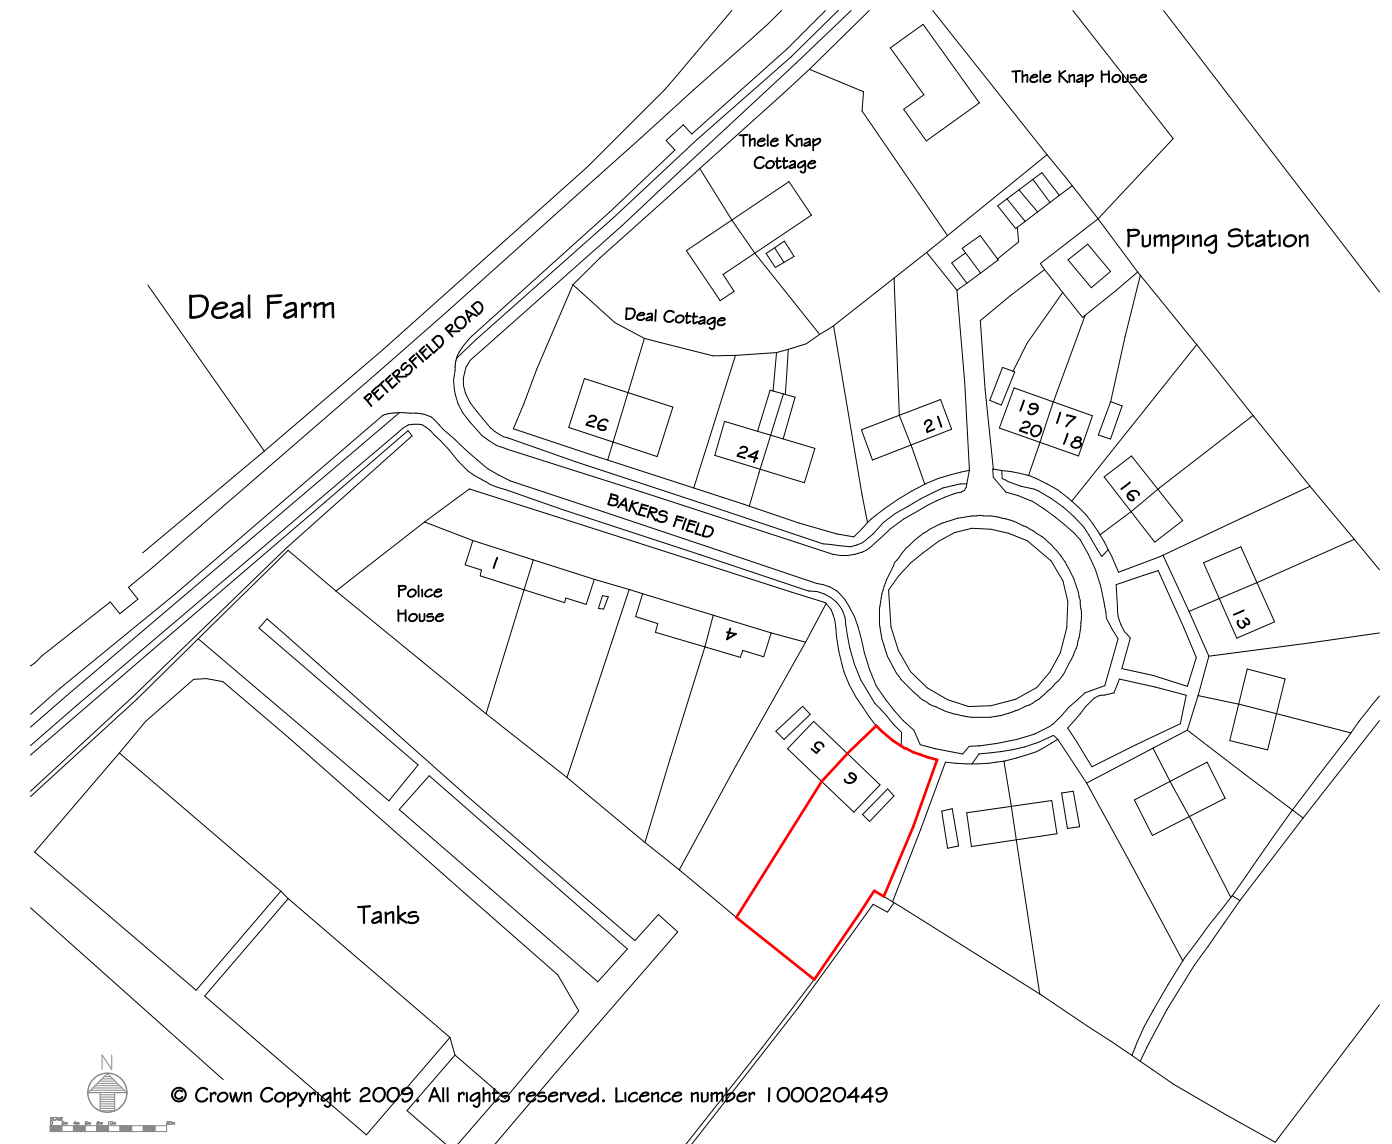 Thele Knap House
Thele Knap
Cottage
Pumping Station
Deal Farm
PETERSFIELD ROAD
Deal Cottage
26
24
21
19
20
17
18
16
BAKERS FIELD
1
Police
House
4
13
5
6
Tanks
N
© Crown Copyright 2009. All rights reserved. Licence number 100020449
SCALE